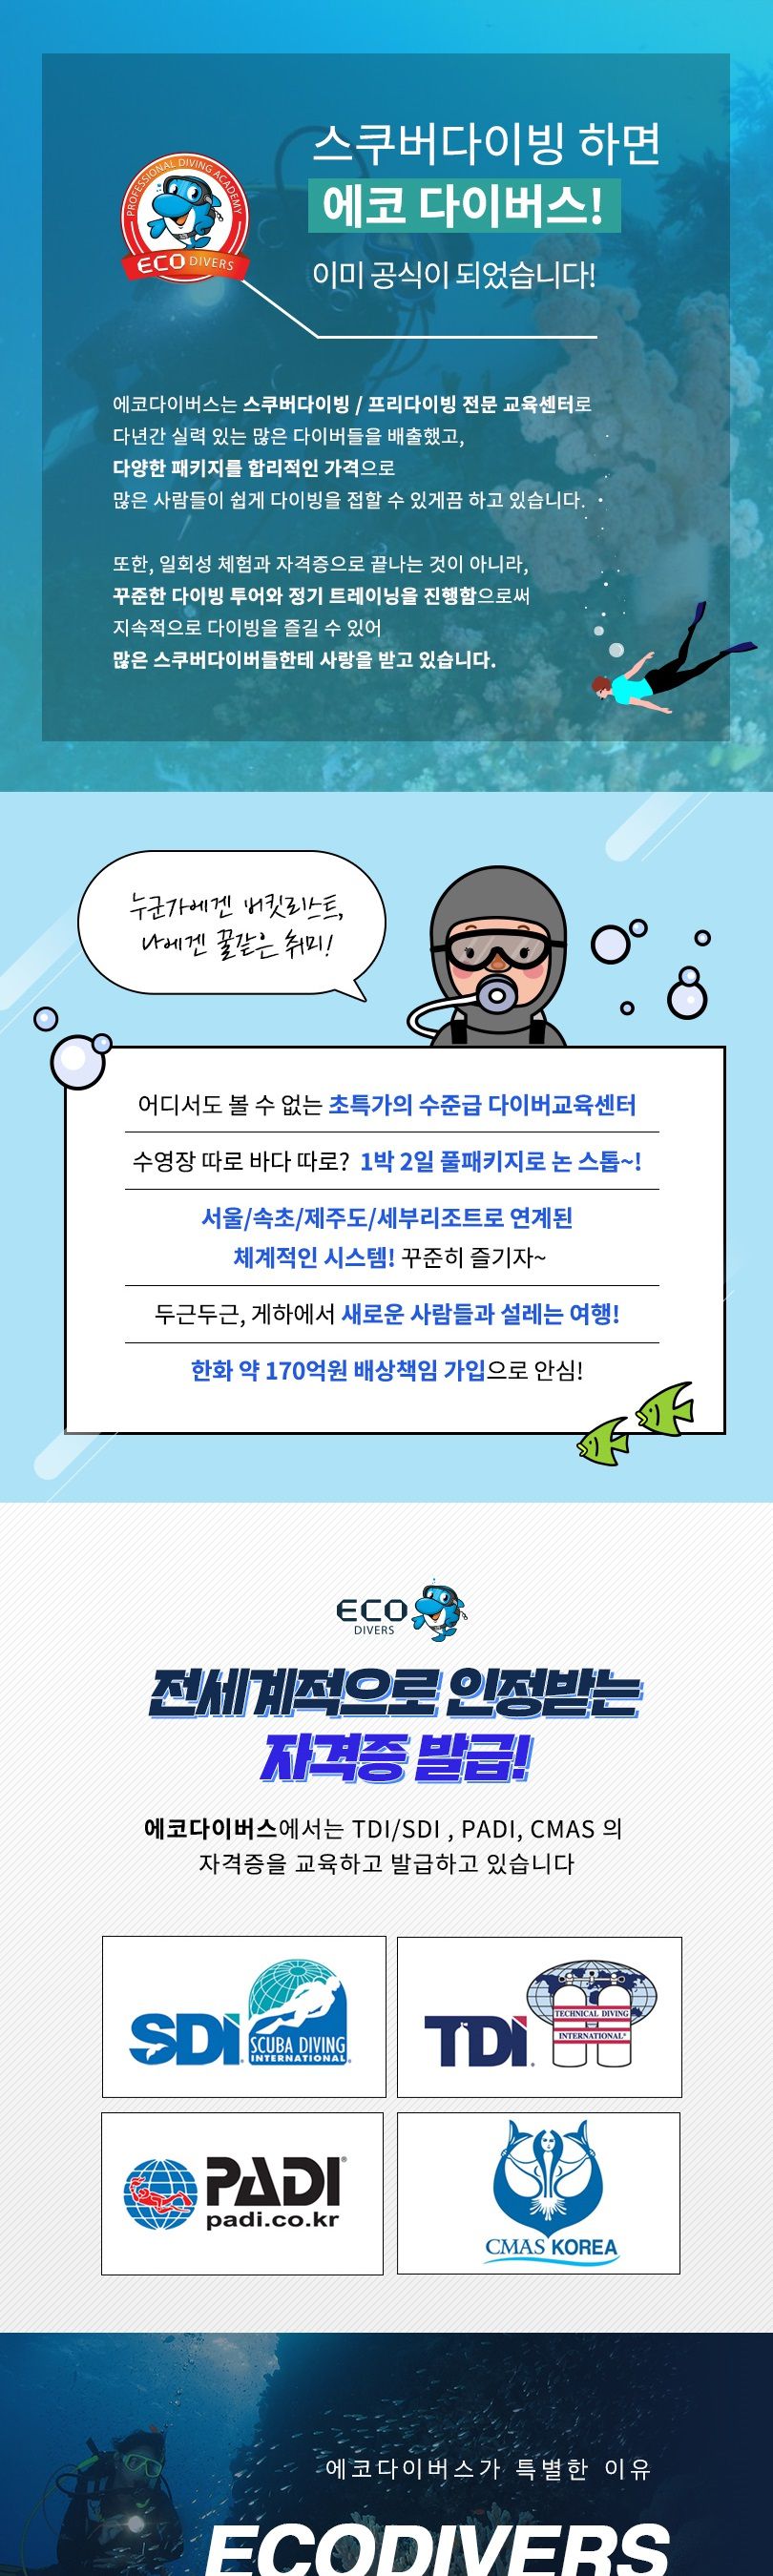 스쿠버다이빙 하면
에코 다이버스!
이미 공식이 되었습니다!
PROFESSIONAL DIVING ACADEMY
ECO DIVERS
에코다이버스는 스쿠버다이빙 / 프리다이빙 전문 교육센터로
다년간 실력 있는 많은 다이버들을 배출했고,
다양한 패키지를 합리적인 가격으로
많은 사람들이 쉽게 다이빙을 접할 수 있게끔 하고 있습니다.
또한, 일회성 체험과 자격증으로 끝나는 것이 아니라,
꾸준한 다이빙 투어와 정기 트레이닝을 진행함으로써
지속적으로 다이빙을 즐길 수 있어
많은 스쿠버다이버들한테 사랑을 받고 있습니다.
누군가에겐 버킷리스트,
나에겐 꿀같은 취미!
어디서도 볼 수 없는 초특가의 수준급 다이버교육센터
수영장 따로 바다 따로? 1박 2일 풀패키지로 논 스톱~!
서울/속초/제주도/세부리조트로 연계된
체계적인 시스템! 꾸준히 즐기자~
두근두근, 게하에서 새로운 사람들과 설레는 여행!
한화 약 170억원 배상책임 가입으로 안심!
ECO
DIVERS
전세계적으로 인정받는
자격증 발급!
에코다이버스에서는 TDI/SDI , PADI, CMAS 의
자격증을 교육하고 발급하고 있습니다
SDI
SCUBA DIVING
INTERNATIONAL®
TDI®
TECHNICAL DIVING
INTERNATIONAL®
PADI®
padi.co.kr
CMAS KOREA
에코다이버스가 특별한 이유
ECODIVERS